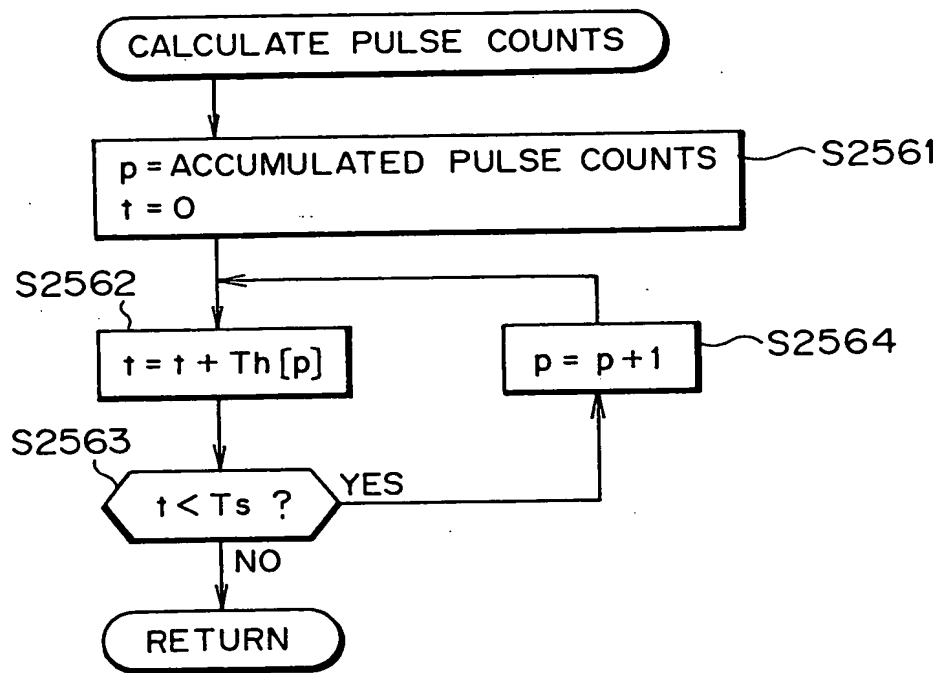 CALCULATE PULSE COUNTS
p = ACCUMULATED PULSE COUNTS
t = 0
S2561
S2562
t = t + Th [p]
p = p + 1
S2564
S2563
t < Ts ?
YES
NO
RETURN